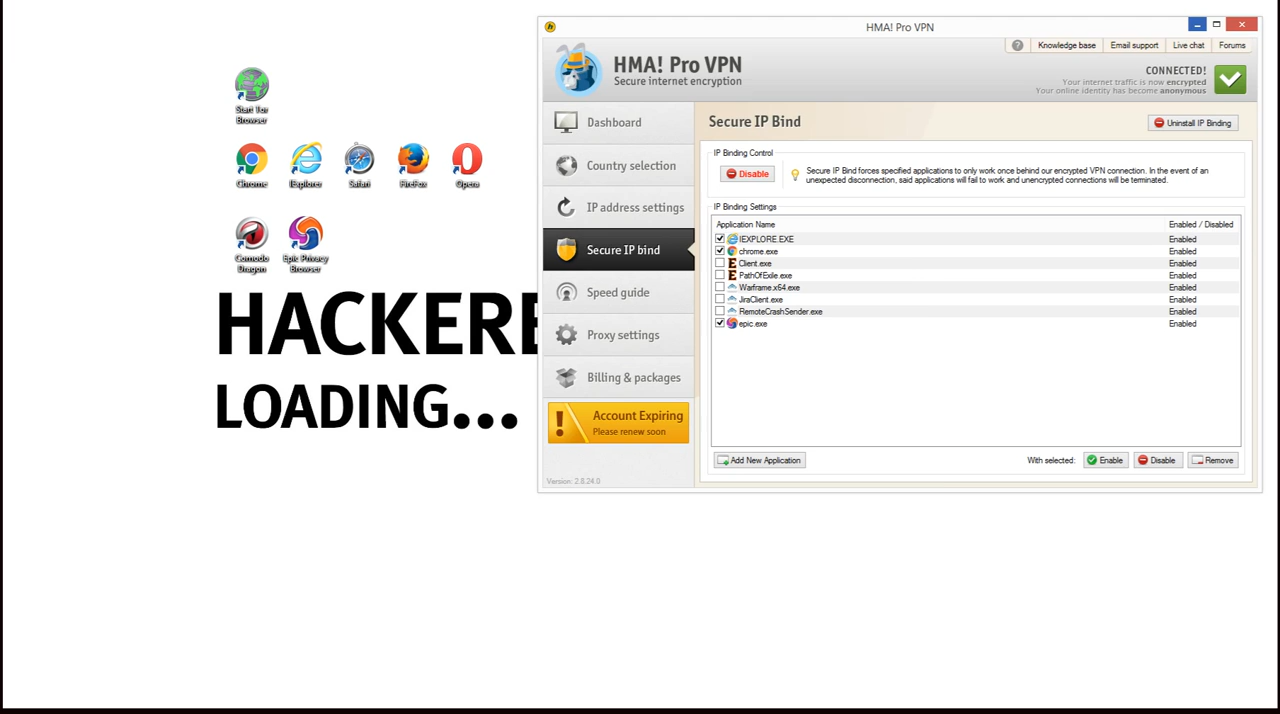 Start Tor
Browser
Chrome
IExplorer
Safari
FireFox
Opera
Comodo
Dragon
Epic Privacy
Browser
HACKERE
LOADING...
HMA! Pro VPN
HMA! Pro VPN
Secure internet encryption
Knowledge base
Email support
Live chat
Forums
CONNECTED!
Your internet traffic is now encrypted
Your online identity has become anonymous
Dashboard
Country selection
IP address settings
Secure IP bind
Speed guide
Proxy settings
Billing & packages
Account Expiring
Please renew soon
Version: 2.8.24.0
Secure IP Bind
Uninstall IP Binding
IP Binding Control
Disable
Secure IP Bind forces specified applications to only work once behind our encrypted VPN connection. In the event of an
unexpected disconnection, said applications will fail to work and unencrypted connections will be terminated.
IP Binding Settings
Application Name Enabled / Disabled
IEXPLORE.EXE Enabled
chrome.exe Enabled
Client.exe Enabled
PathOfExile.exe Enabled
Warframe.x64.exe Enabled
JiraClient.exe Enabled
RemoteCrashSender.exe Enabled
epic.exe Enabled
Add New Application
With selected: Enable Disable Remove